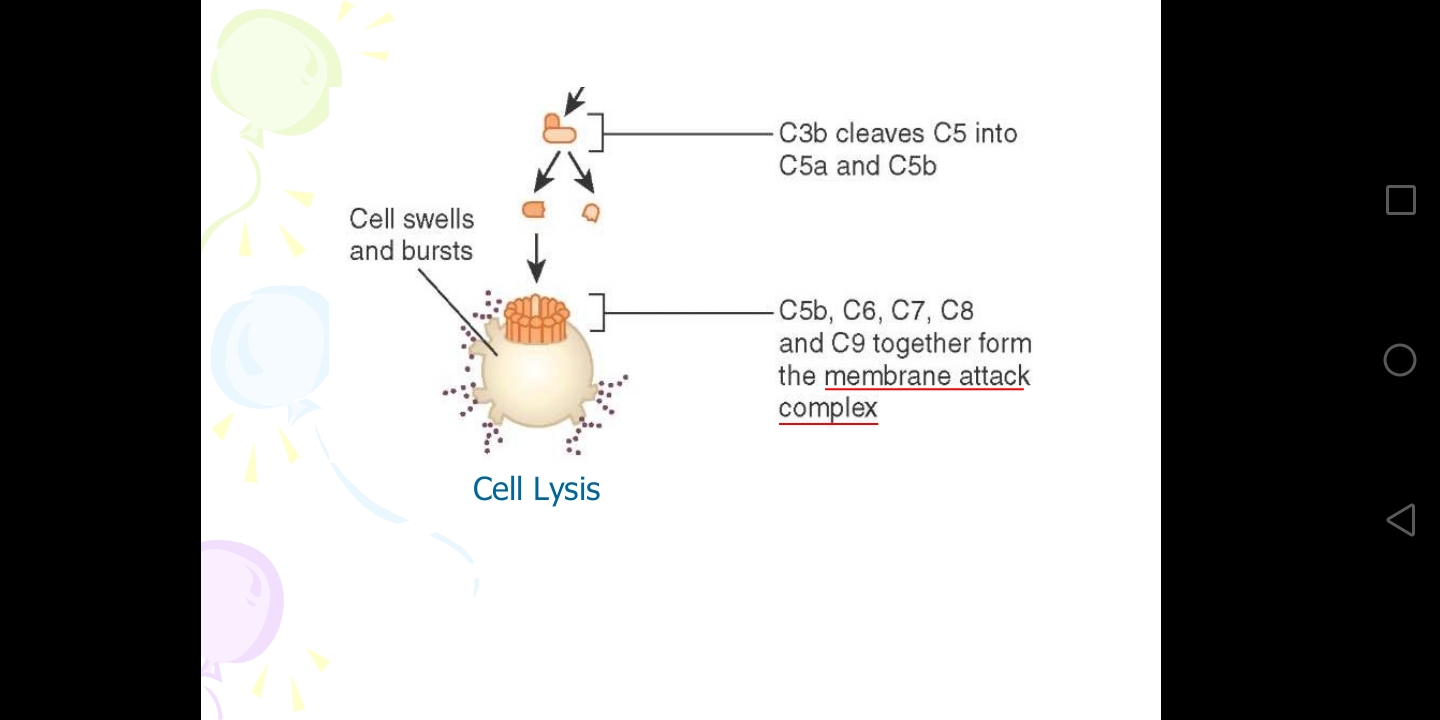 C3b cleaves C5 into
C5a and C5b
Cell swells
and bursts
C5b, C6, C7, C8
and C9 together form
the membrane attack
complex
Cell Lysis